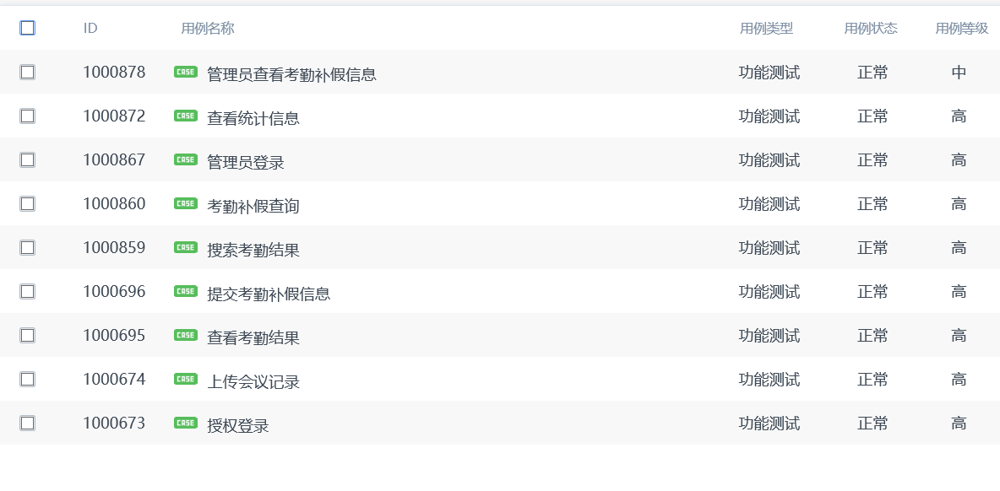 ID 用例名称 用例类型 用例状态 用例等级
1000878 CASE 管理员查看考勤补假信息 功能测试 正常 中
1000872 CASE 查看统计信息 功能测试 正常 高
1000867 CASE 管理员登录 功能测试 正常 高
1000860 CASE 考勤补假查询 功能测试 正常 高
1000859 CASE 搜索考勤结果 功能测试 正常 高
1000696 CASE 提交考勤补假信息 功能测试 正常 高
1000695 CASE 查看考勤结果 功能测试 正常 高
1000674 CASE 上传会议记录 功能测试 正常 高
1000673 CASE 授权登录 功能测试 正常 高